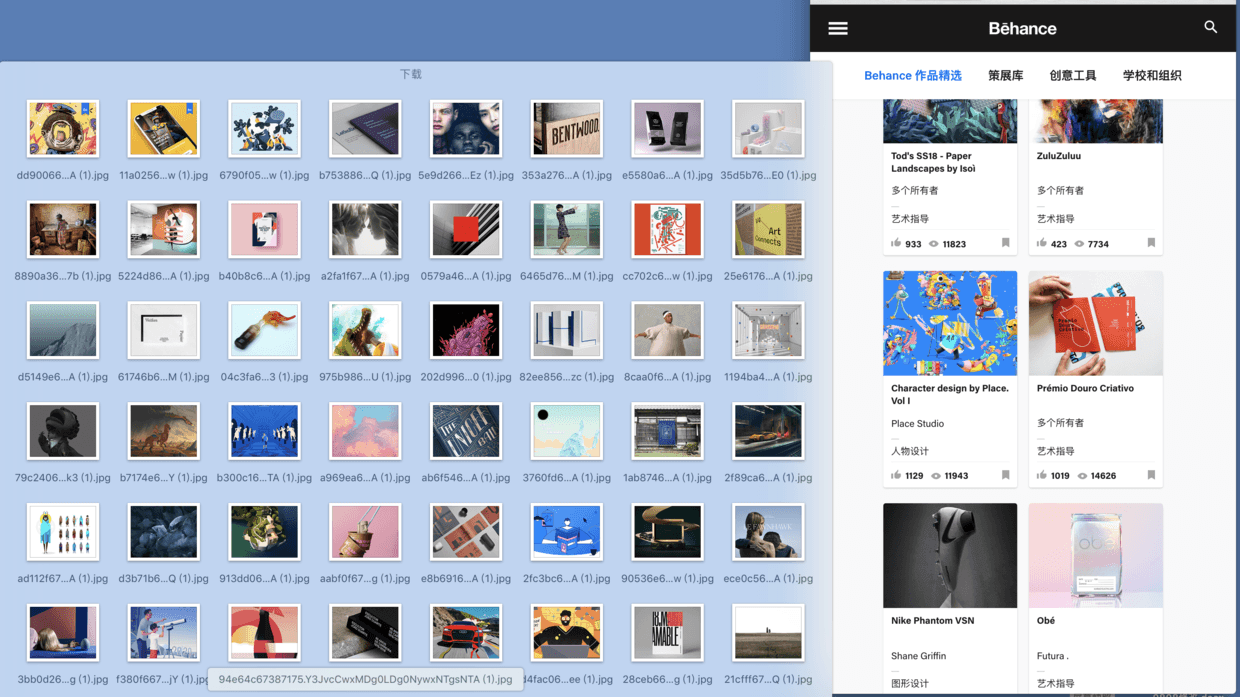 下载
dd90066...A (1).jpg
11a0256...w (1).jpg
6790f05...w (1).jpg
b753886...Q (1).jpg
5e9d266...Ez (1).jpg
353a276...A (1).jpg
e5580a6...A (1).jpg
35d5b76...E0 (1).jpg
8890a36...7b (1).jpg
5224d86...A (1).jpg
b40b8c6...A (1).jpg
a2fa1f67...A (1).jpg
0579a46...A (1).jpg
6465d76...M (1).jpg
cc702c6...w (1).jpg
25e6176...A (1).jpg
d5149e6...A (1).jpg
61746b6...M (1).jpg
04c3fa6...S (1).jpg
975b986...U (1).jpg
202d996...0 (1).jpg
82ee856...zc (1).jpg
8caa0f6...A (1).jpg
1194ba4...A (1).jpg
79c2406...k3 (1).jpg
b7174e6...Y (1).jpg
b300c16...TA (1).jpg
a969ea6...A (1).jpg
ab6f546...A (1).jpg
3760fd6...A (1).jpg
1ab8746...A (1).jpg
2f89ca6...A (1).jpg
ad112f67...A (1).jpg
d3b71b6...Q (1).jpg
913dd06...A (1).jpg
aabf0f67...g (1).jpg
e8b6916...A (1).jpg
2fc3bc6...A (1).jpg
90536e6...w (1).jpg
ece0c56...A (1).jpg
3bb0d26...g (1).jpg
f380f667...jY (1).jpg
94e64c67387175.Y3JvcCwxMDg0LDg0NywxNTgsNTA (1).jpg
d4fac06...ee (1).jpg
28ceb66...g (1).jpg
21cfff67...Q (1).jpg
BENTWOOD
Art
Connects
Bēhance
Behance 作品精选
策展库
创意工具
学校和组织
Tod's SS18 - Paper
Landscapes by Isoì
多个所有者
艺术指导
933
11823
ZuluZuluu
多个所有者
艺术指导
423
7734
Character design by Place.
Vol I
Place Studio
人物设计
1129
11943
Prémio Douro Criativo
多个所有者
艺术指导
1019
14626
Nike Phantom VSN
Shane Griffin
图形设计
obé
Obé
Futura .
艺术指导